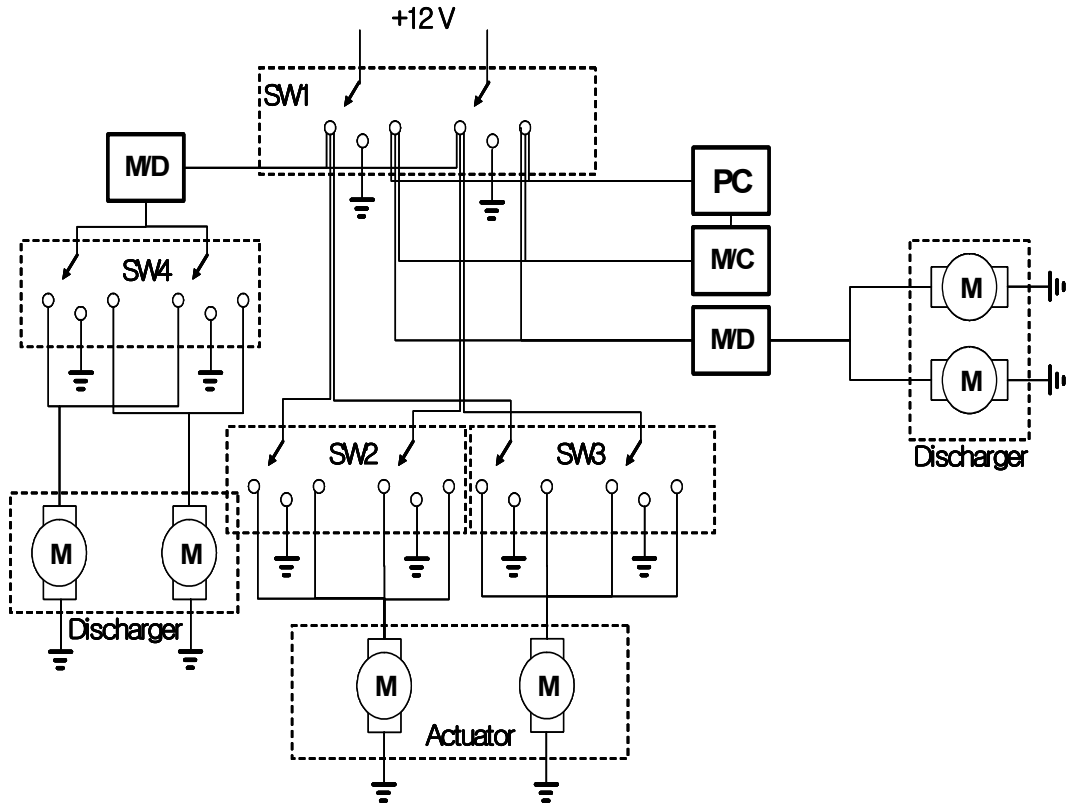 +12 V
SW1
M/D
PC
SW4
M/C
M
M/D
M
SW2
SW3
Discharger
M
M
Discharger
M
M
Actuator